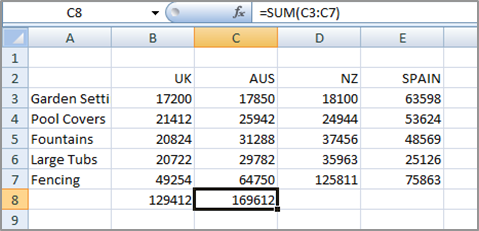 C8 fx =SUM(C3:C7)
A B C D E
1
2 UK AUS NZ SPAIN
3 Garden Setti 17200 17850 18100 63598
4 Pool Covers 21412 25942 24944 53624
5 Fountains 20824 31288 37456 48569
6 Large Tubs 20722 29782 35963 25126
7 Fencing 49254 64750 125811 75863
8 129412 169612
9